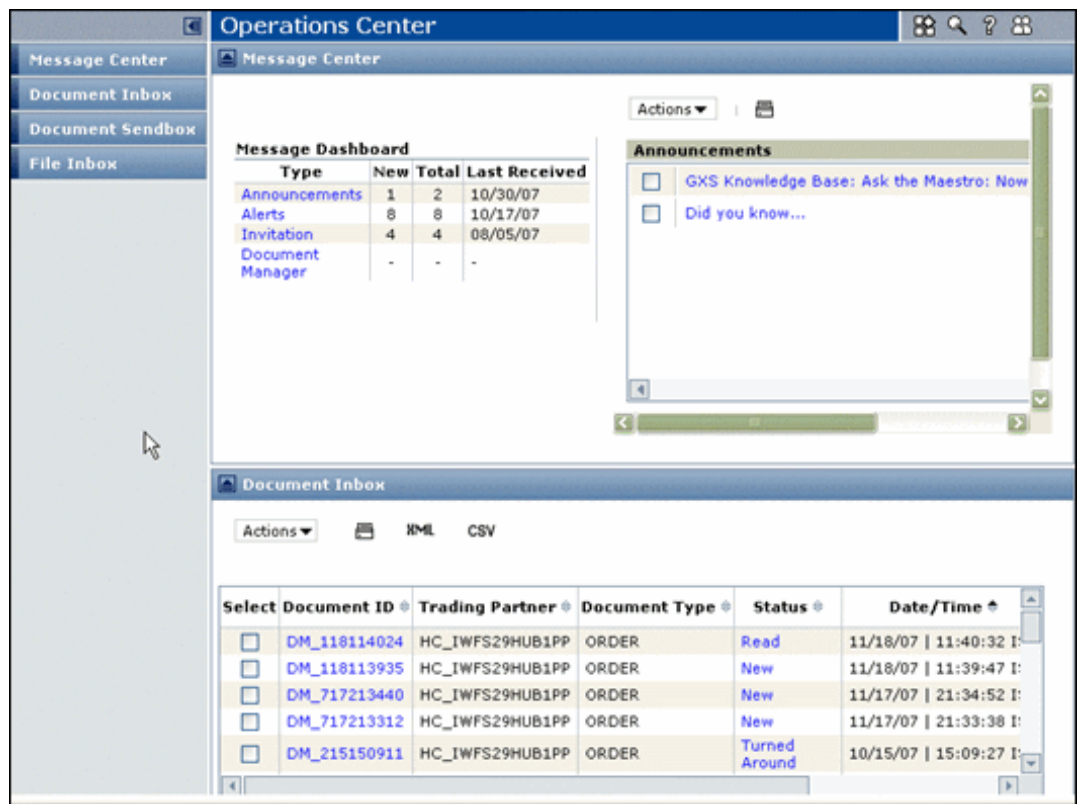 Operations Center
?
Message Center
Document Inbox
Document Sendbox
File Inbox
Message Center
Message Dashboard
Type New Total Last Received
Announcements 1 2 10/30/07
Alerts 8 8 10/17/07
Invitation 4 4 08/05/07
Document Manager - - -
Actions
Announcements
GXS Knowledge Base: Ask the Maestro: Now
Did you know...
Document Inbox
Actions XML CSV
Select Document ID Trading Partner Document Type Status Date/Time
DM_118114024 HC_IWFS29HUB1PP ORDER Read 11/18/07 | 11:40:32
DM_118113935 HC_IWFS29HUB1PP ORDER New 11/18/07 | 11:39:47
DM_717213440 HC_IWFS29HUB1PP ORDER New 11/17/07 | 21:34:52
DM_717213312 HC_IWFS29HUB1PP ORDER New 11/17/07 | 21:33:38
DM_215150911 HC_IWFS29HUB1PP ORDER Turned Around 10/15/07 | 15:09:27